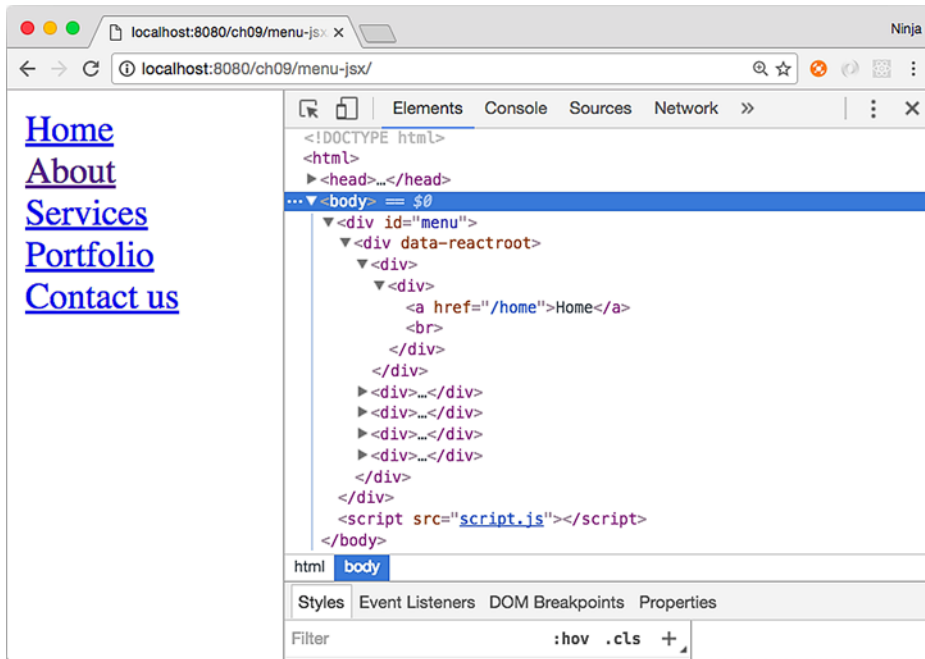 localhost:8080/ch09/menu-jsx
Ninja
localhost:8080/ch09/menu-jsx/
Home
About
Services
Portfolio
Contact us
Elements Console Sources Network »
<!DOCTYPE html>
<html>
▶<head>…</head>
…▼<body> == $0
▼<div id="menu">
▼<div data-reactroot>
▼<div>
▼<div>
<a href="/home">Home</a>
<br>
</div>
</div>
▶<div>…</div>
▶<div>…</div>
▶<div>…</div>
▶<div>…</div>
</div>
</div>
<script src="script.js"></script>
</body>
html body
Styles Event Listeners DOM Breakpoints Properties
Filter :hov .cls +